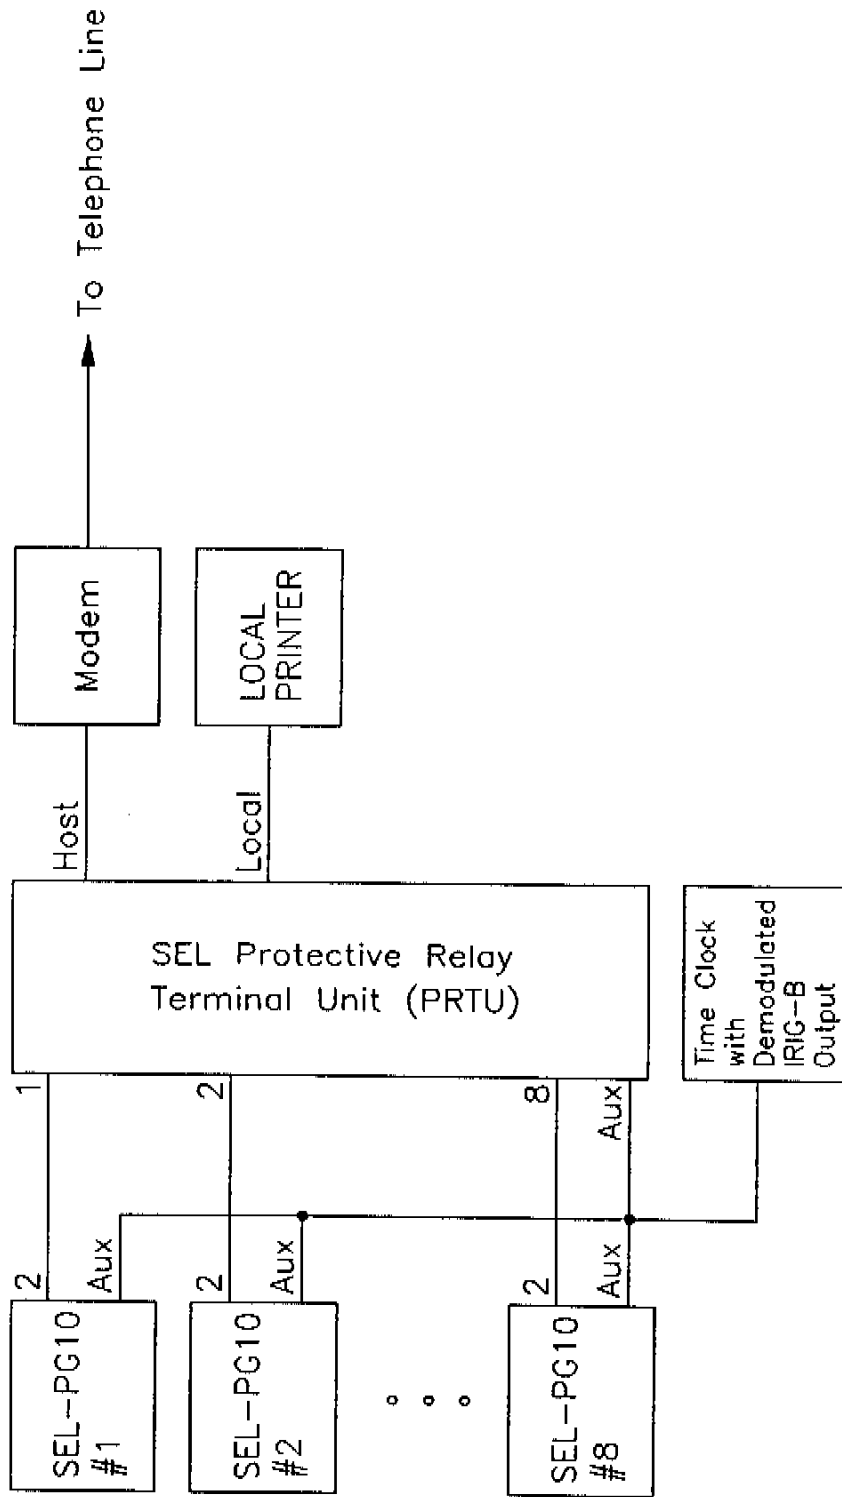 SEL-PG10
#1
2
Aux
SEL-PG10
#2
2
Aux
SEL-PG10
#8
2
Aux
1
2
8
Aux
SEL Protective Relay
Terminal Unit (PRTU)
Time Clock
with
Demodulated
IRIG-B
Output
Host
Local
Modem
LOCAL
PRINTER
To Telephone Line